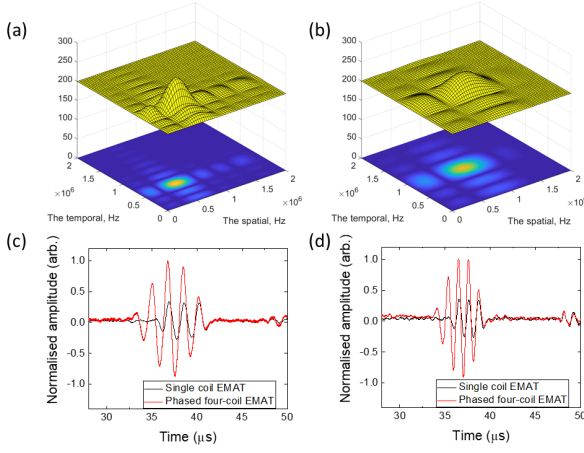 (a)
300
250
200
150
100
50
0
2
1.5
×10⁶
1
0.5
0
The temporal, Hz
0
0.5
1
1.5
2
×10⁶
The spatial, Hz
(b)
300
250
200
150
100
50
0
2
1.5
×10⁶
1
0.5
0
The temporal, Hz
0
0.5
1
1.5
2
The spatial, Hz
(c)
Normalised amplitude (arb.)
1.0
0.5
0.0
-0.5
-1.0
Single coil EMAT
Phased four-coil EMAT
30 35 40 45 50
Time (μs)
(d)
Normalised amplitude (arb.)
1.0
0.5
0.0
-0.5
-1.0
Single coil EMAT
Phased four-coil EMAT
30 35 40 45 50
Time (μs)